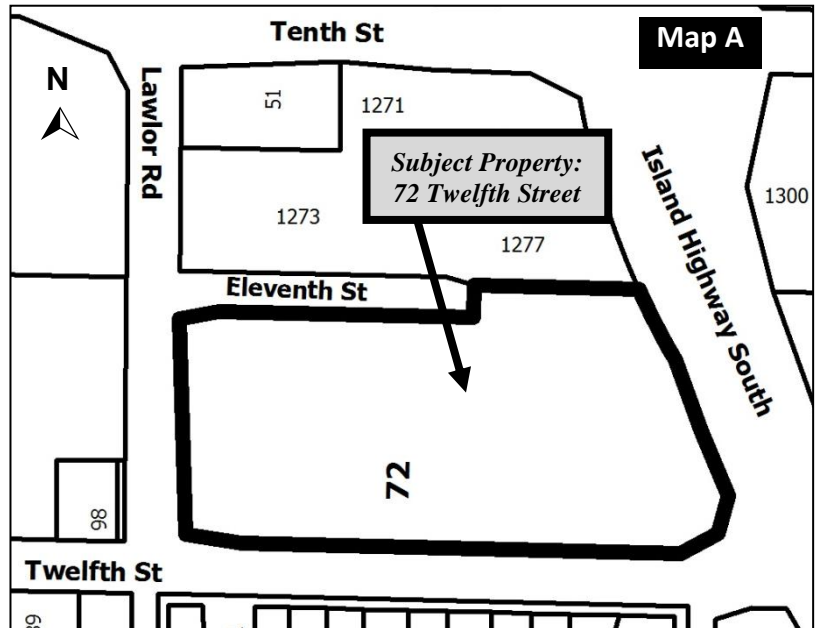 Tenth St
Map A
N
Lawlor Rd
51
1271
Subject Property:
72 Twelfth Street
Island Highway South
1300
1273
1277
Eleventh St
72
98
Twelfth St